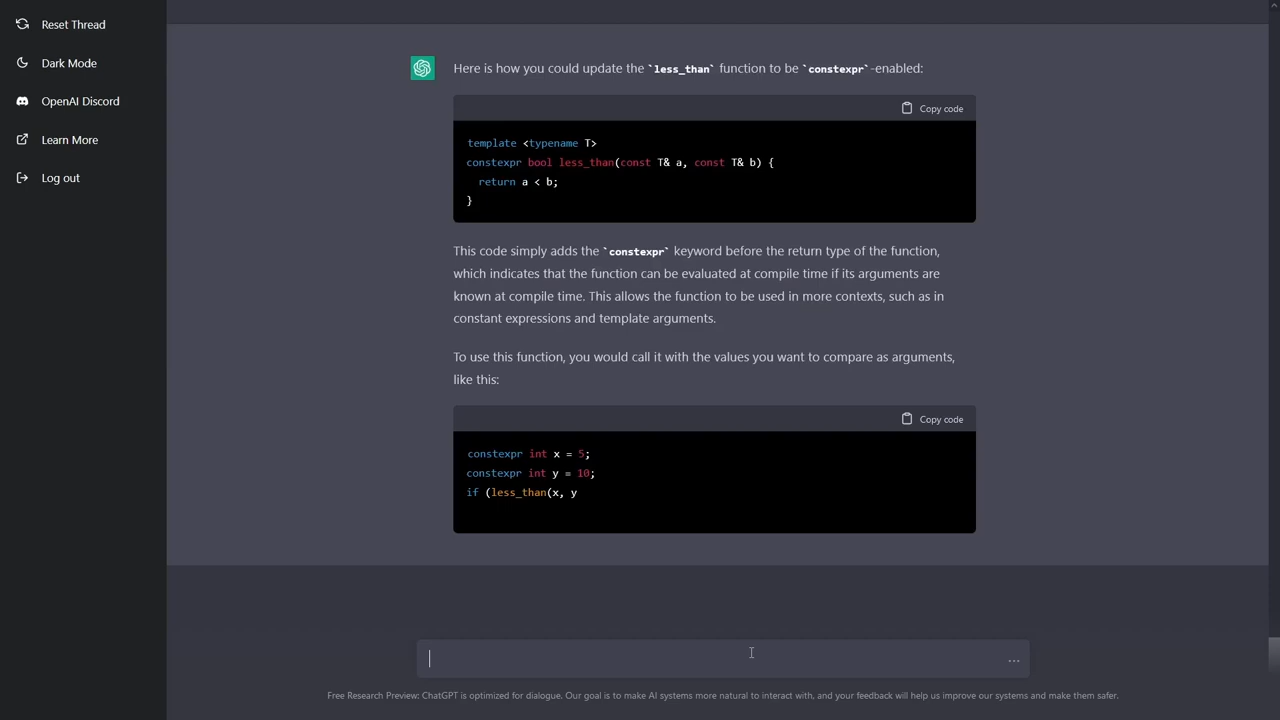 Reset Thread
Dark Mode
OpenAI Discord
Learn More
Log out
Here is how you could update the `less_than` function to be `constexpr`-enabled:
Copy code
template <typename T>
constexpr bool less_than(const T& a, const T& b) {
  return a < b;
}
This code simply adds the `constexpr` keyword before the return type of the function,
which indicates that the function can be evaluated at compile time if its arguments are
known at compile time. This allows the function to be used in more contexts, such as in
constant expressions and template arguments.
To use this function, you would call it with the values you want to compare as arguments,
like this:
Copy code
constexpr int x = 5;
constexpr int y = 10;
if (less_than(x, y
...
Free Research Preview: ChatGPT is optimized for dialogue. Our goal is to make AI systems more natural to interact with, and your feedback will help us improve our systems and make them safer.